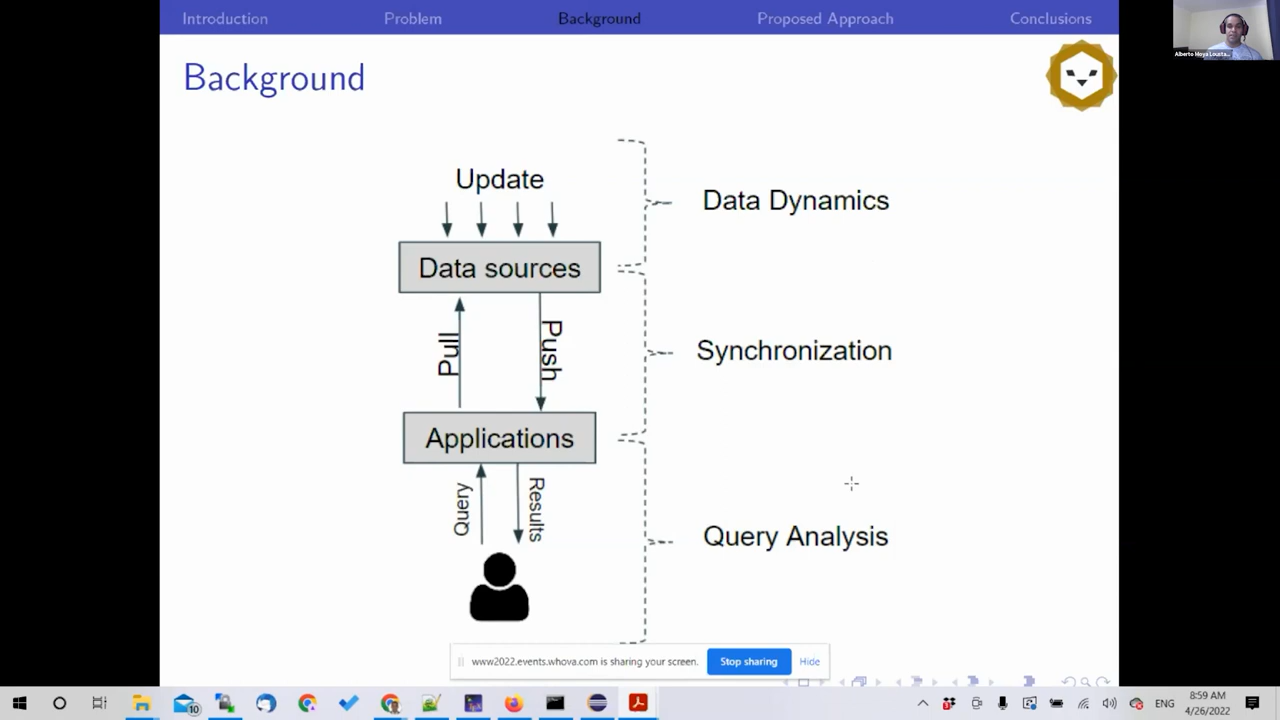 Introduction
Problem
Background
Proposed Approach
Conclusions
Background
Update
Data Dynamics
Data sources
Pull
Push
Synchronization
Applications
Query
Results
Query Analysis
www2022.events.whova.com is sharing your screen.
Stop sharing
Hide
10
ENG
8:59 AM
4/26/2022